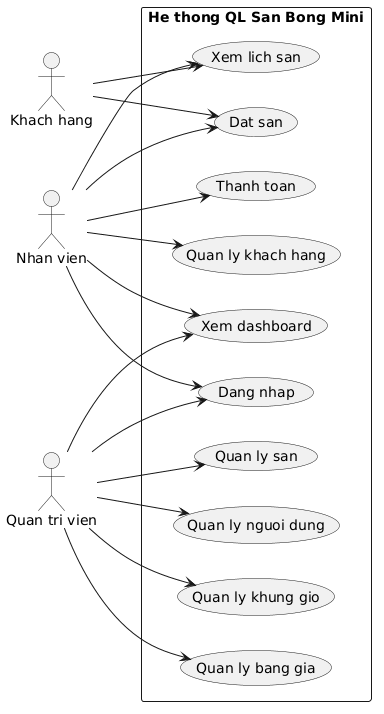 He thong QL San Bong Mini
Khach hang
Nhan vien
Quan tri vien
Xem lich san
Dat san
Thanh toan
Quan ly khach hang
Xem dashboard
Dang nhap
Quan ly san
Quan ly nguoi dung
Quan ly khung gio
Quan ly bang gia